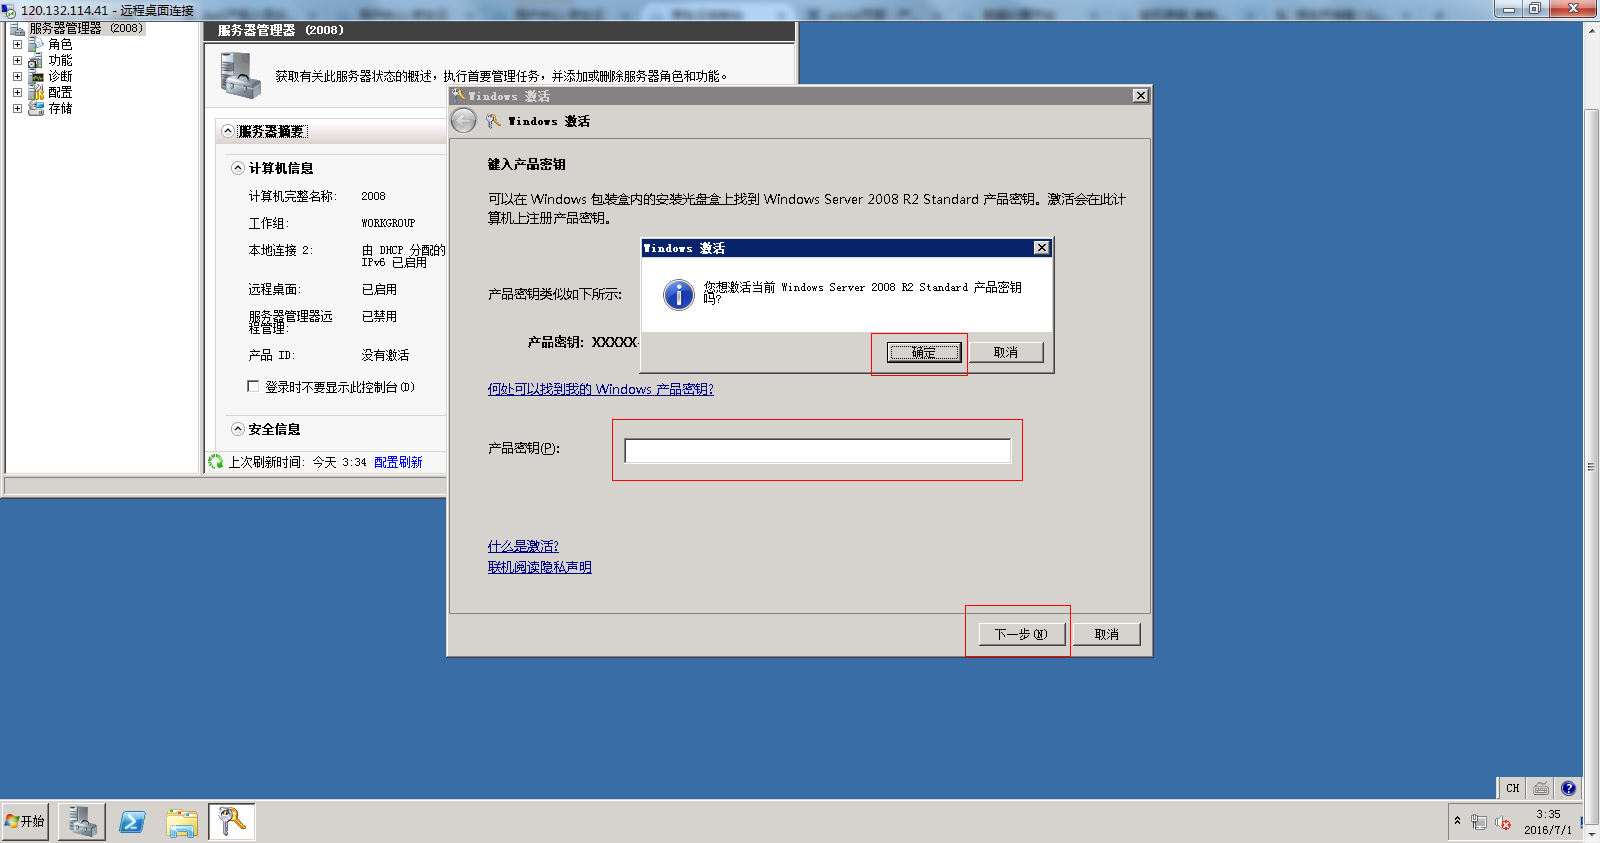 120.132.114.41 - 远程桌面连接
服务器管理器 (2008)
角色
功能
诊断
配置
存储
服务器管理器 (2008)
获取有关此服务器状态的概述，执行首要管理任务，并添加或删除服务器角色和功能。
服务器摘要
计算机信息
计算机完整名称: 2008
工作组: WORKGROUP
本地连接 2: 由 DHCP 分配的
IPv6 已启用
远程桌面: 已启用
服务器管理器远
程管理: 已禁用
产品 ID: 没有激活
登录时不要显示此控制台(D)
安全信息
上次刷新时间: 今天 3:34 配置刷新
Windows 激活
Windows 激活
键入产品密钥
可以在 Windows 包装盒内的安装光盘盒上找到 Windows Server 2008 R2 Standard 产品密钥。激活会在此计
算机上注册产品密钥。
产品密钥类似如下所示:
产品密钥: XXXXX-
Windows 激活
您想激活当前 Windows Server 2008 R2 Standard 产品密钥
吗?
确定 取消
何处可以找到我的 Windows 产品密钥?
产品密钥(P):
什么是激活?
联机阅读隐私声明
下一步(N) 取消
CH
开始
3:35
2016/7/1